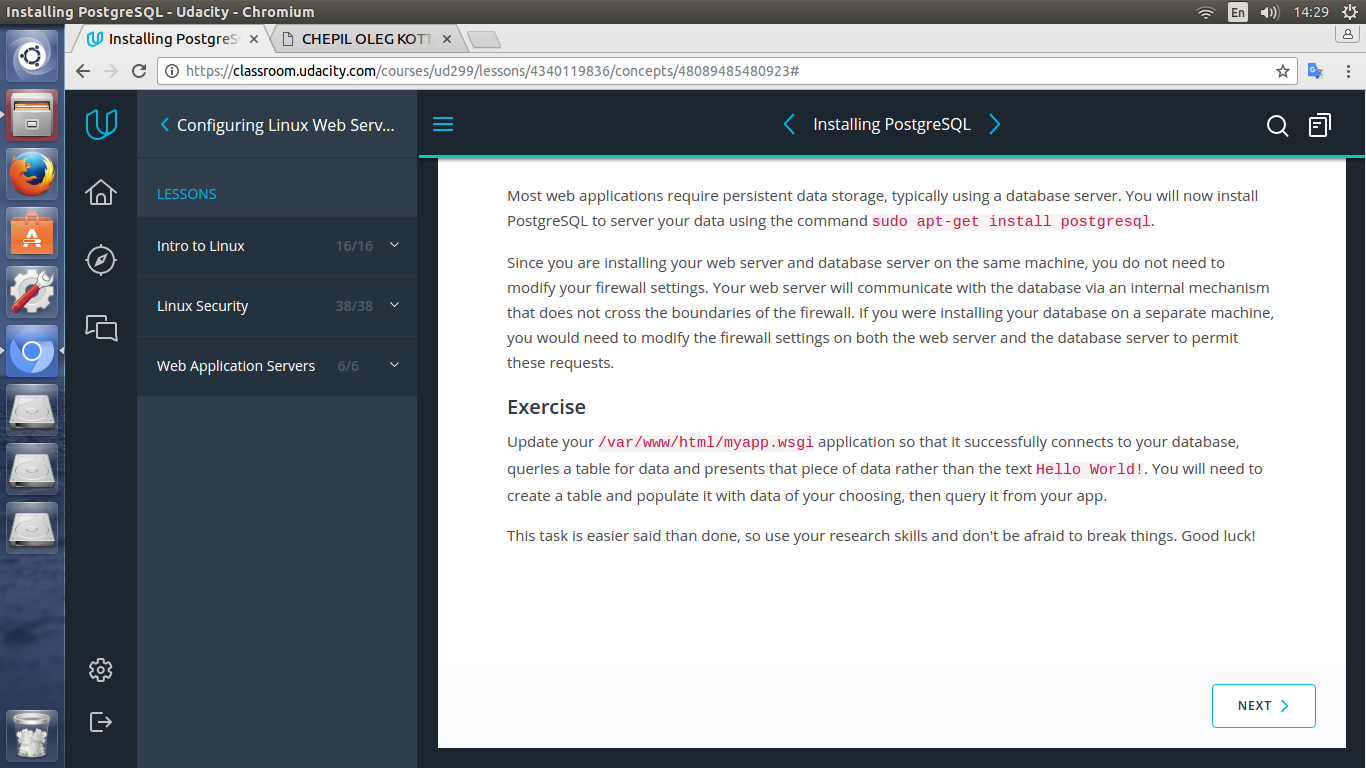 Installing PostgreSQL - Udacity - Chromium
En
14:29
Installing PostgreS
CHEPIL OLEG KOTT
https://classroom.udacity.com/courses/ud299/lessons/4340119836/concepts/48089485480923#
Configuring Linux Web Serv...
Installing PostgreSQL
LESSONS
Intro to Linux 16/16
Linux Security 38/38
Web Application Servers 6/6
Most web applications require persistent data storage, typically using a database server. You will now install
PostgreSQL to server your data using the command sudo apt-get install postgresql.
Since you are installing your web server and database server on the same machine, you do not need to
modify your firewall settings. Your web server will communicate with the database via an internal mechanism
that does not cross the boundaries of the firewall. If you were installing your database on a separate machine,
you would need to modify the firewall settings on both the web server and the database server to permit
these requests.
Exercise
Update your /var/www/html/myapp.wsgi application so that it successfully connects to your database,
queries a table for data and presents that piece of data rather than the text Hello World!. You will need to
create a table and populate it with data of your choosing, then query it from your app.
This task is easier said than done, so use your research skills and don't be afraid to break things. Good luck!
NEXT